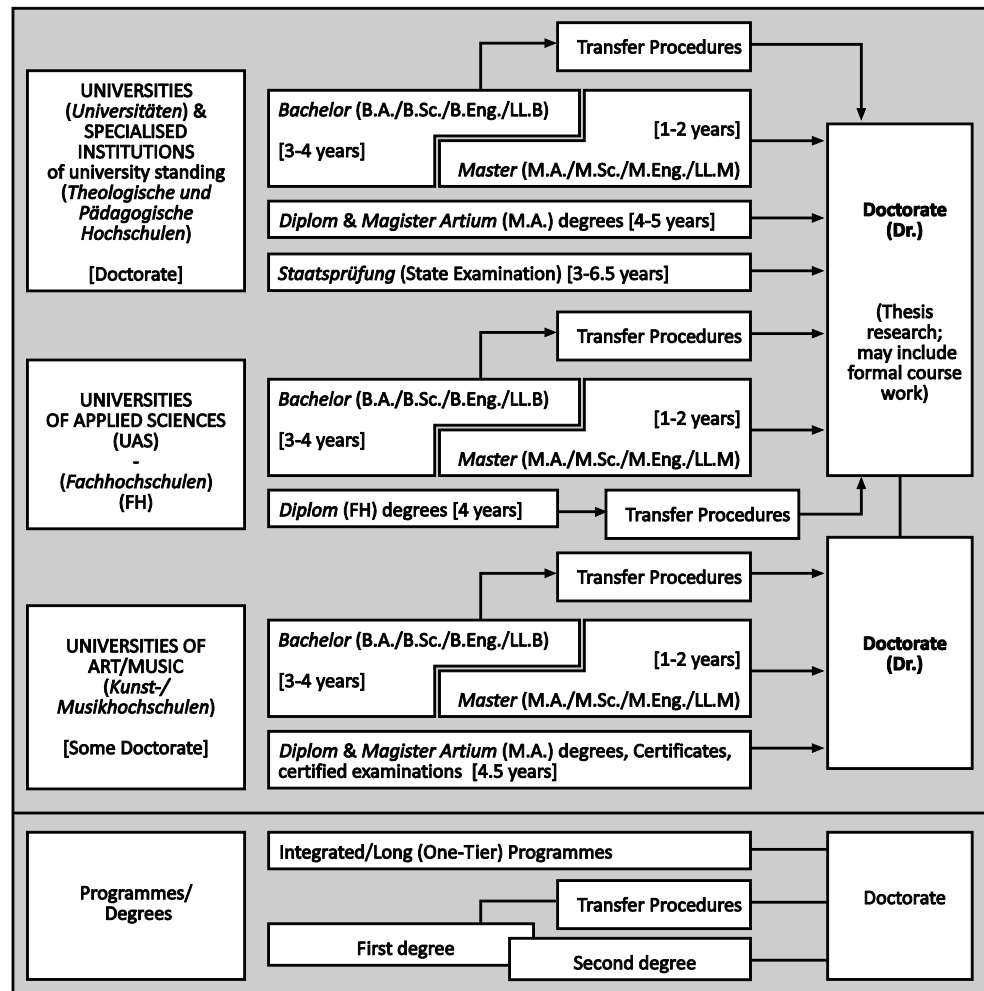 Transfer Procedures
UNIVERSITIES
(Universitäten) &
SPECIALISED
INSTITUTIONS
of university standing
(Theologische und
Pädagogische
Hochschulen)
[Doctorate]
Bachelor (B.A./B.Sc./B.Eng./LL.B)
[3-4 years]
[1-2 years]
Master (M.A./M.Sc./M.Eng./LL.M)
Diplom & Magister Artium (M.A.) degrees [4-5 years]
Staatsprüfung (State Examination) [3-6.5 years]
Doctorate
(Dr.)
(Thesis
research;
may include
formal course
work)
Transfer Procedures
UNIVERSITIES
OF APPLIED SCIENCES
(UAS)
-
(Fachhochschulen)
(FH)
Bachelor (B.A./B.Sc./B.Eng./LL.B)
[3-4 years]
[1-2 years]
Master (M.A./M.Sc./M.Eng./LL.M)
Diplom (FH) degrees [4 years]
Transfer Procedures
Transfer Procedures
UNIVERSITIES OF
ART/MUSIC
(Kunst-/
Musikhochschulen)
[Some Doctorate]
Bachelor (B.A./B.Sc./B.Eng./LL.B)
[3-4 years]
[1-2 years]
Master (M.A./M.Sc./M.Eng./LL.M)
Diplom & Magister Artium (M.A.) degrees, Certificates,
certified examinations [4.5 years]
Doctorate
(Dr.)
Programmes/
Degrees
Integrated/Long (One-Tier) Programmes
Transfer Procedures
First degree
Second degree
Doctorate